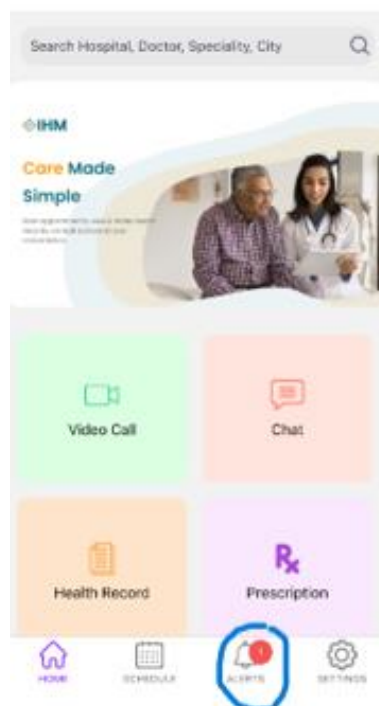 Search Hospital, Doctor, Speciality, City
IHM
Care Made
Simple
Video Call
Chat
Health Record
Rx
Prescription
1
HOME
SCHEDULE
ALERTS
SETTINGS